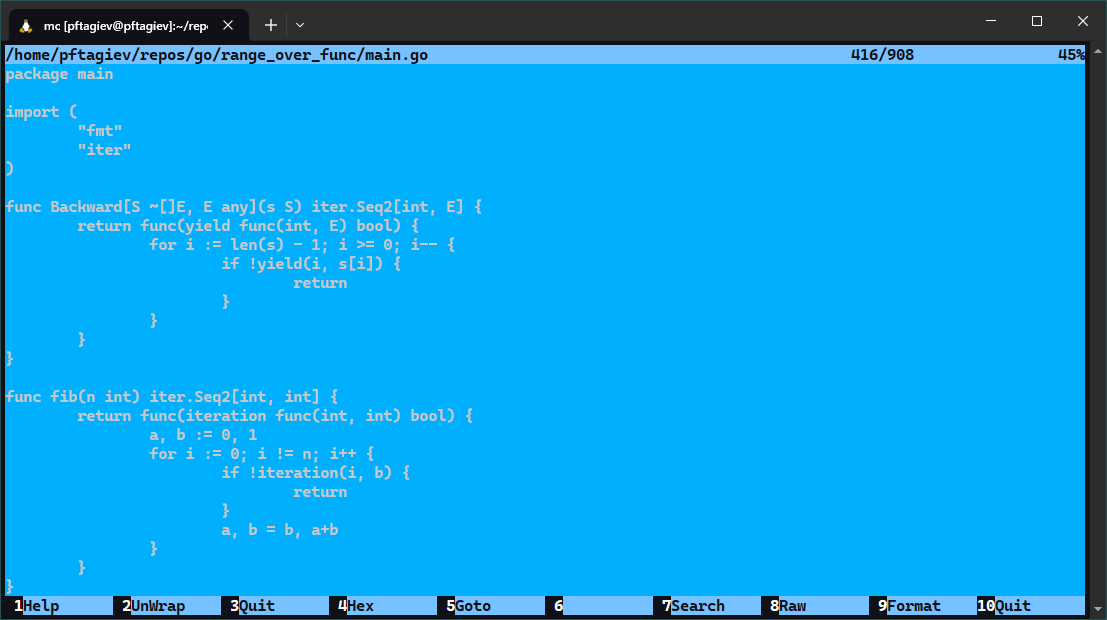 mc [pftagiev@pftagiev]:~/repo
/home/pftagiev/repos/go/range_over_func/main.go 416/908 45%
package main

import (
        "fmt"
        "iter"
)

func Backward[S ~[]E, E any](s S) iter.Seq2[int, E] {
        return func(yield func(int, E) bool) {
                for i := len(s) - 1; i >= 0; i-- {
                        if !yield(i, s[i]) {
                                return
                        }
                }
        }
}

func fib(n int) iter.Seq2[int, int] {
        return func(iteration func(int, int) bool) {
                a, b := 0, 1
                for i := 0; i != n; i++ {
                        if !iteration(i, b) {
                                return
                        }
                        a, b = b, a+b
                }
        }
}
1Help 2UnWrap 3Quit 4Hex 5Goto 6 7Search 8Raw 9Format 10Quit